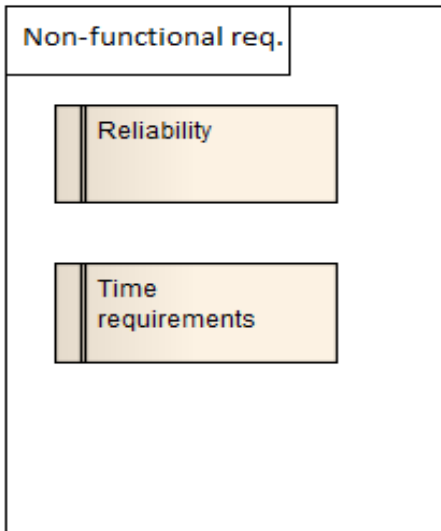 Non-functional req.
Reliability
Time
requirements